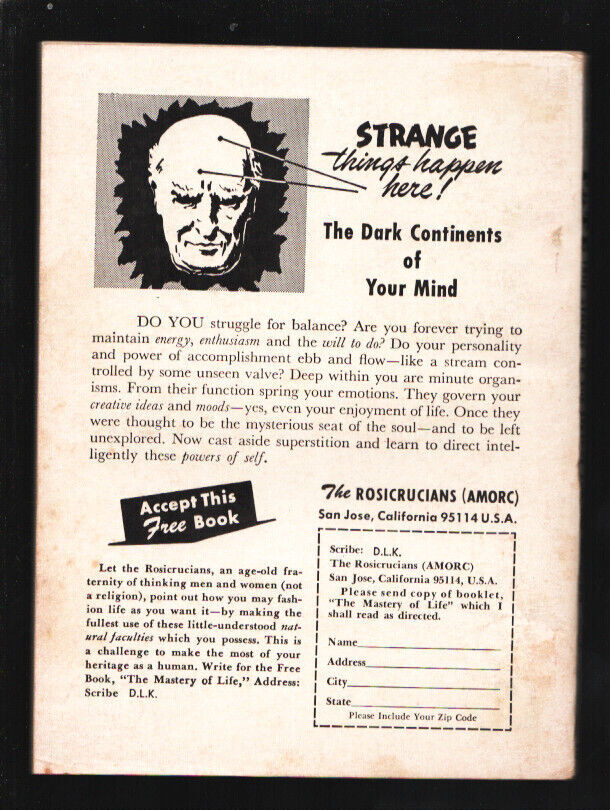 STRANGE
things happen
here!
The Dark Continents
of
Your Mind
DO YOU struggle for balance? Are you forever trying to
maintain energy, enthusiasm and the will to do? Do your personality
and power of accomplishment ebb and flow—like a stream con-
trolled by some unseen valve? Deep within you are minute organ-
isms. From their function spring your emotions. They govern your
creative ideas and moods—yes, even your enjoyment of life. Once they
were thought to be the mysterious seat of the soul—and to be left
unexplored. Now cast aside superstition and learn to direct intel-
ligently these powers of self.
Accept This
Free Book
Let the Rosicrucians, an age-old fra-
ternity of thinking men and women (not
a religion), point out how you may fash-
ion life as you want it—by making the
fullest use of these little-understood nat-
ural faculties which you possess. This is
a challenge to make the most of your
heritage as a human. Write for the Free
Book, "The Mastery of Life," Address:
Scribe D.L.K.
The ROSICRUCIANS (AMORC)
San Jose, California 95114 U.S.A.
Scribe: D.L.K.
The Rosicrucians (AMORC)
San Jose, California 95114, U.S.A.
Please send copy of booklet,
"The Mastery of Life" which I
shall read as directed.
Name
Address
City
State
Please Include Your Zip Code